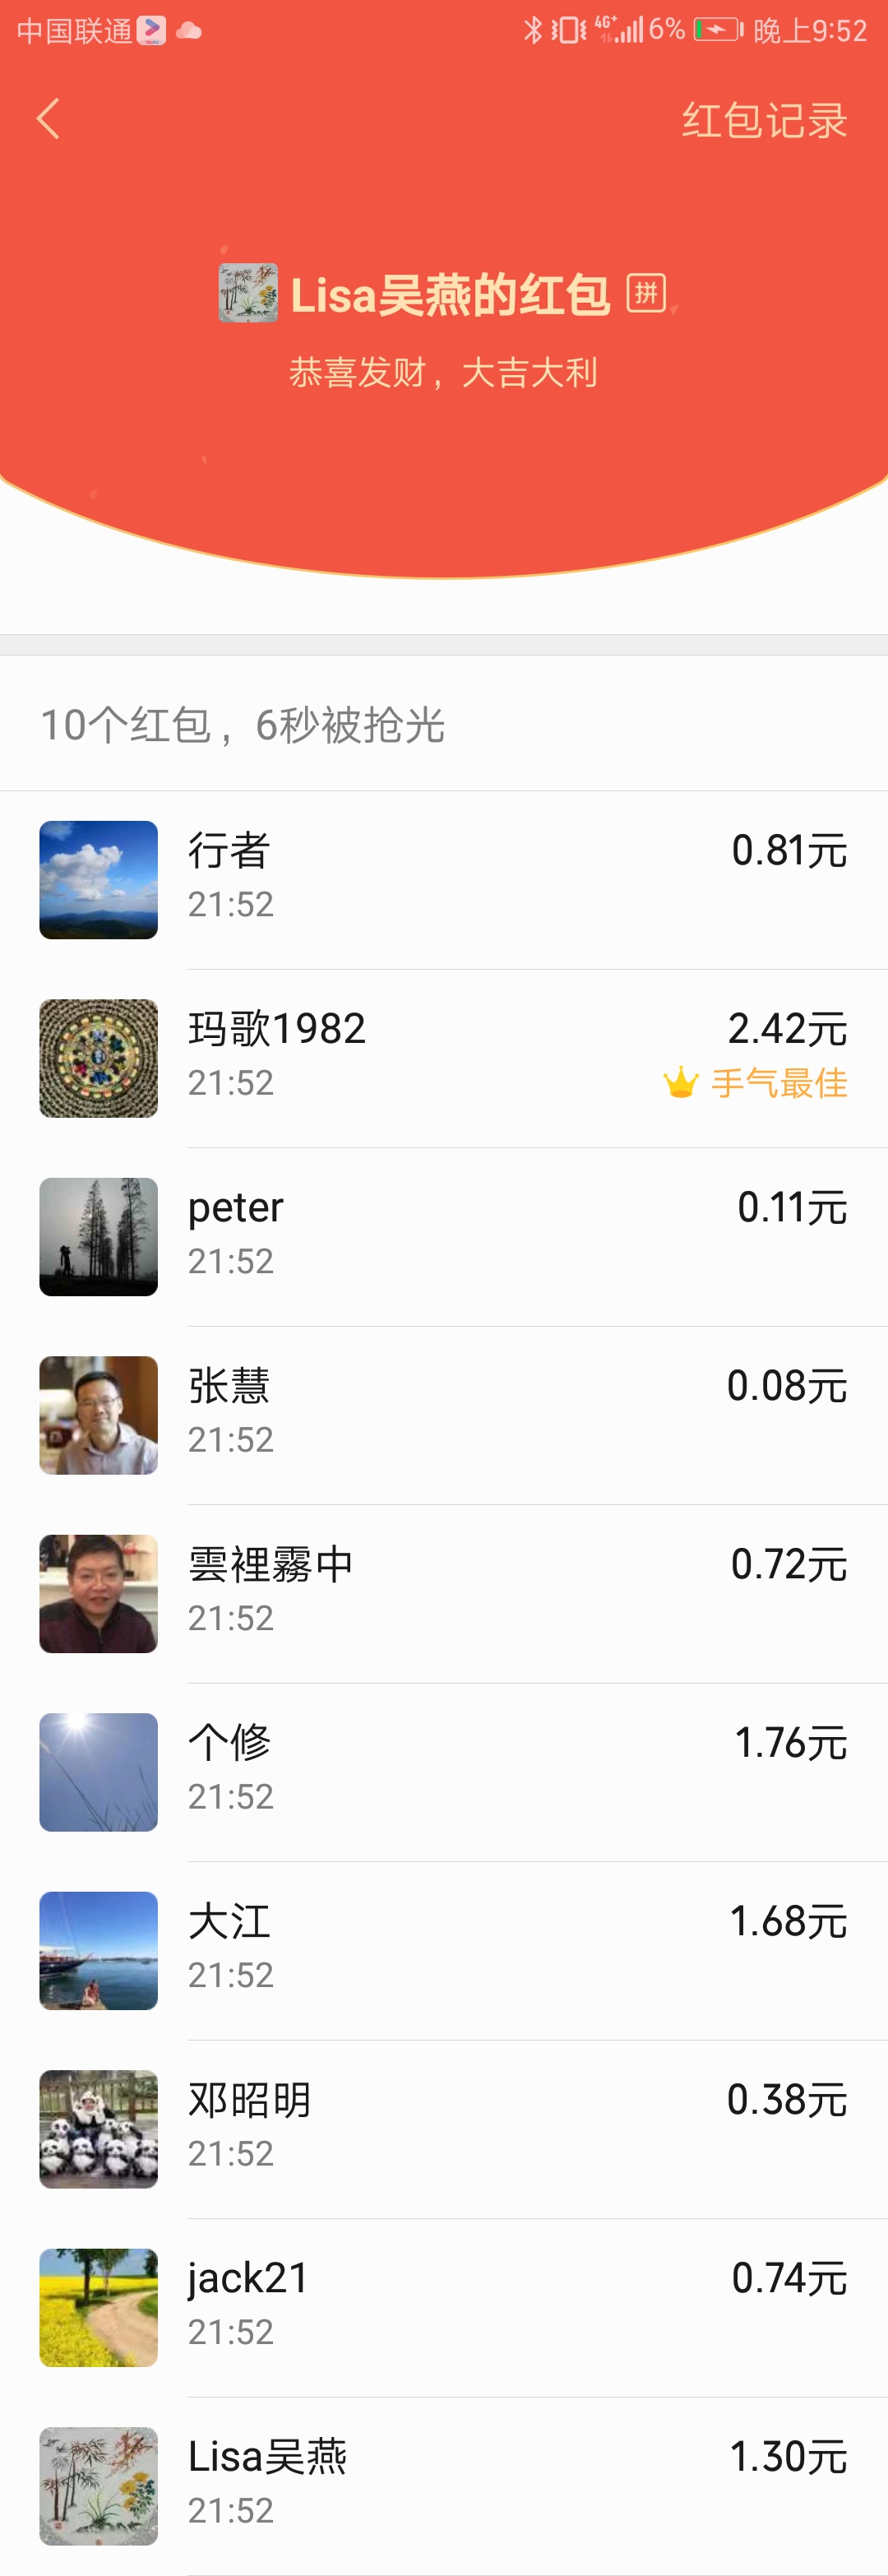 中国联通 4G+ 6% 晚上9:52
红包记录
Lisa吴燕的红包 拼
恭喜发财，大吉大利
10个红包，6秒被抢光
行者 0.81元
21:52
玛歌1982 2.42元
21:52 手气最佳
peter 0.11元
21:52
张慧 0.08元
21:52
雲裡霧中 0.72元
21:52
个修 1.76元
21:52
大江 1.68元
21:52
邓昭明 0.38元
21:52
jack21 0.74元
21:52
Lisa吴燕 1.30元
21:52